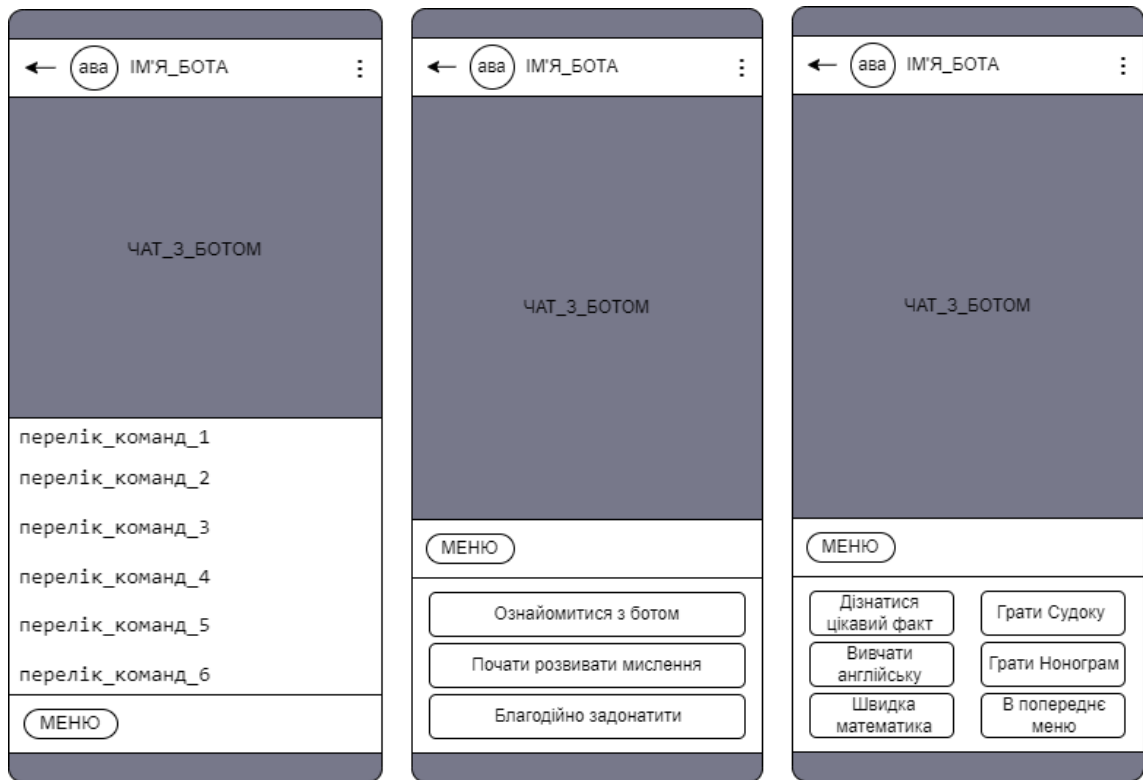 ава
ІМ'Я_БОТА
ЧАТ_З_БОТОМ
перелік_команд_1
перелік_команд_2
перелік_команд_3
перелік_команд_4
перелік_команд_5
перелік_команд_6
МЕНЮ
ава
ІМ'Я_БОТА
ЧАТ_З_БОТОМ
МЕНЮ
Ознайомитися з ботом
Почати розвивати мислення
Благодійно задонатити
ава
ІМ'Я_БОТА
ЧАТ_З_БОТОМ
МЕНЮ
Дізнатися
цікавий факт
Грати Судоку
Вивчати
англійську
Грати Нонограм
Швидка
математика
В попереднє
меню